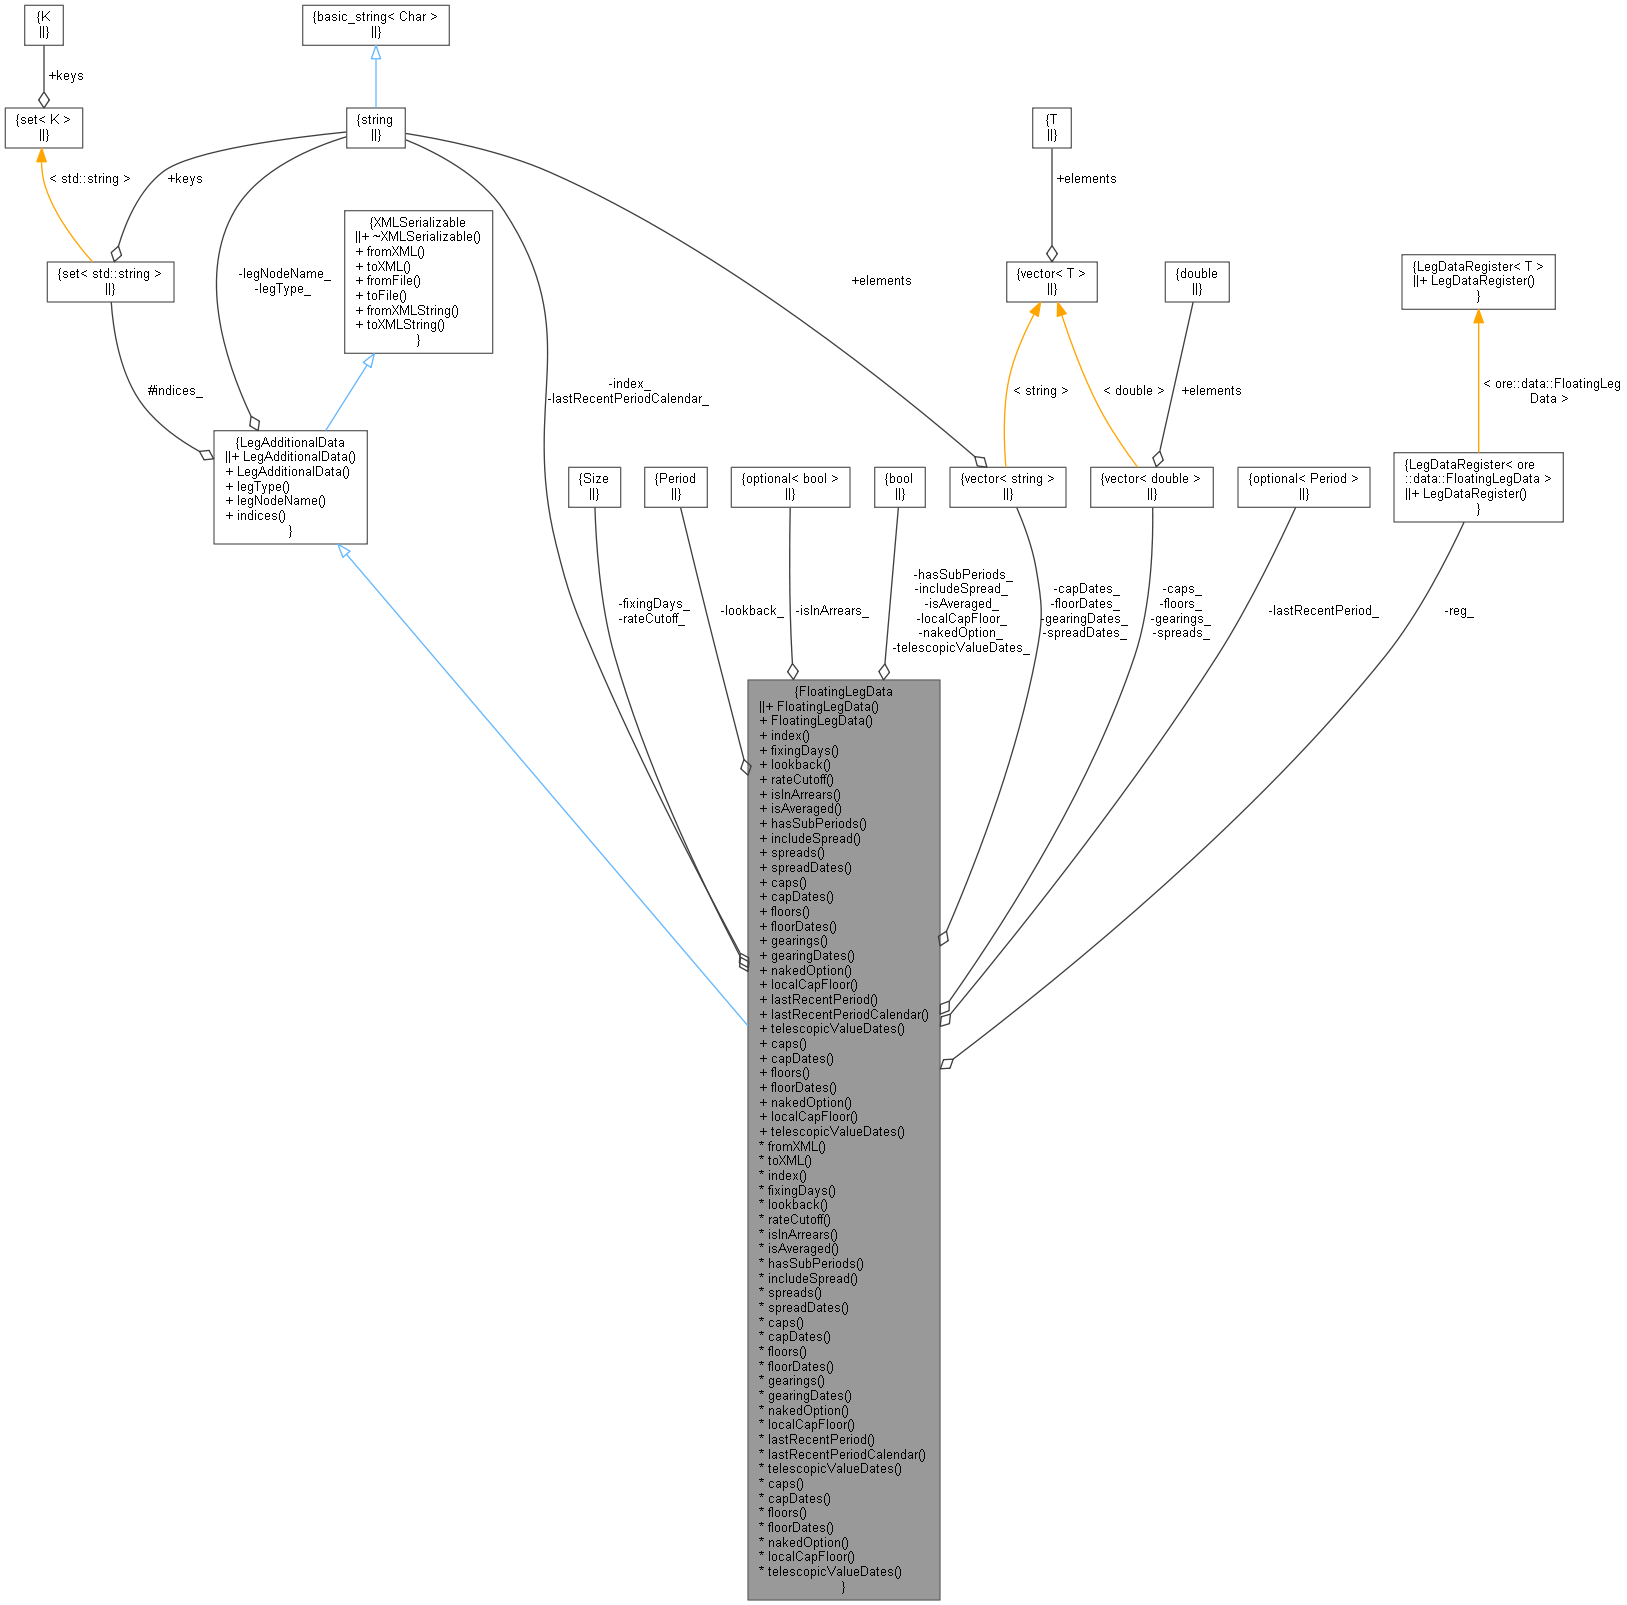 {K
||}
{basic_string< Char >
||}
+keys
{set< K >
||}
{string
||}
{T
||}
< std::string >
+keys
+elements
{XMLSerializable
||+ ~XMLSerializable()
+ fromXML()
+ toXML()
+ fromFile()
+ toFile()
+ fromXMLString()
+ toXMLString()
}
{set< std::string >
||}
-legNodeName_
-legType_
+elements
{vector< T >
||}
{double
||}
{LegDataRegister< T >
||+ LegDataRegister()
}
#indices_
-index_
-lastRecentPeriodCalendar_
< string >
< double >
+elements
< ore::data::FloatingLeg
Data >
{LegAdditionalData
||+ LegAdditionalData()
+ LegAdditionalData()
+ legType()
+ legNodeName()
+ indices()
}
{Size
||}
{Period
||}
{optional< bool >
||}
{bool
||}
{vector< string >
||}
{vector< double >
||}
{optional< Period >
||}
{LegDataRegister< ore
::data::FloatingLegData >
||+ LegDataRegister()
}
-fixingDays_
-rateCutoff_
-lookback_
-isInArrears_
-hasSubPeriods_
-includeSpread_
-isAveraged_
-localCapFloor_
-nakedOption_
-telescopicValueDates_
-capDates_
-floorDates_
-gearingDates_
-spreadDates_
-caps_
-floors_
-gearings_
-spreads_
-lastRecentPeriod_
-reg_
{FloatingLegData
||+ FloatingLegData()
+ FloatingLegData()
+ index()
+ fixingDays()
+ lookback()
+ rateCutoff()
+ isInArrears()
+ isAveraged()
+ hasSubPeriods()
+ includeSpread()
+ spreads()
+ spreadDates()
+ caps()
+ capDates()
+ floors()
+ floorDates()
+ gearings()
+ gearingDates()
+ nakedOption()
+ localCapFloor()
+ lastRecentPeriod()
+ lastRecentPeriodCalendar()
+ telescopicValueDates()
+ caps()
+ capDates()
+ floors()
+ floorDates()
+ nakedOption()
+ localCapFloor()
+ telescopicValueDates()
* fromXML()
* toXML()
* index()
* fixingDays()
* lookback()
* rateCutoff()
* isInArrears()
* isAveraged()
* hasSubPeriods()
* includeSpread()
* spreads()
* spreadDates()
* caps()
* capDates()
* floors()
* floorDates()
* gearings()
* gearingDates()
* nakedOption()
* localCapFloor()
* lastRecentPeriod()
* lastRecentPeriodCalendar()
* telescopicValueDates()
* caps()
* capDates()
* floors()
* floorDates()
* nakedOption()
* localCapFloor()
* telescopicValueDates()
}